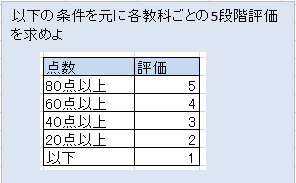 以下の条件を元に各教科ごとの5段階評価
を求めよ
点数 評価
80点以上 5
60点以上 4
40点以上 3
20点以上 2
以下 1